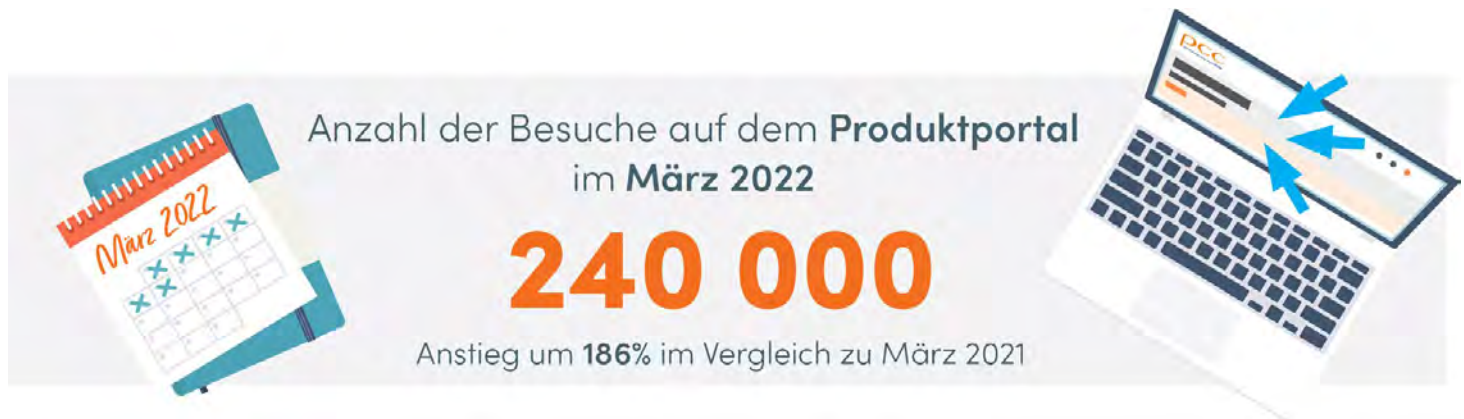 Anzahl der Besuche auf dem Produktportal
im März 2022
240 000
Anstieg um 186% im Vergleich zu März 2021
März 2022
pcc